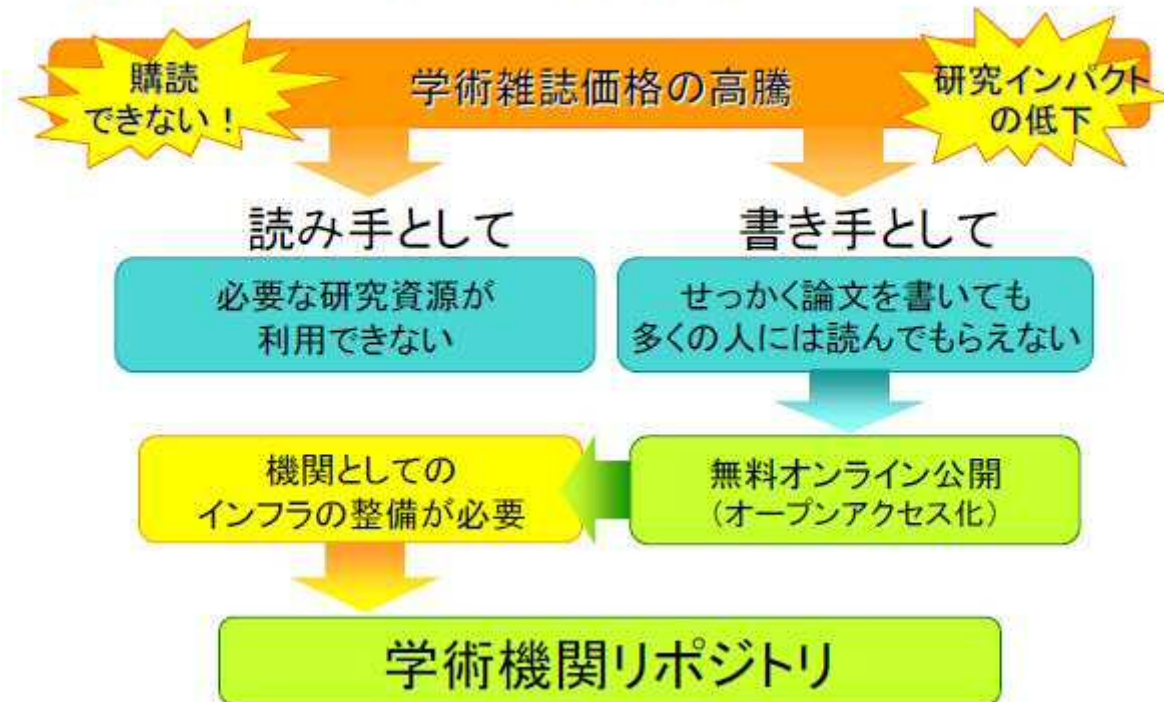 購読
できない!
学術雑誌価格の高騰
研究インパクト
の低下
読み手として
書き手として
必要な研究資源が
利用できない
せっかく論文を書いても
多くの人には読んでもらえない
機関としての
インフラの整備が必要
無料オンライン公開
(オープンアクセス化)
学術機関リポジトリ